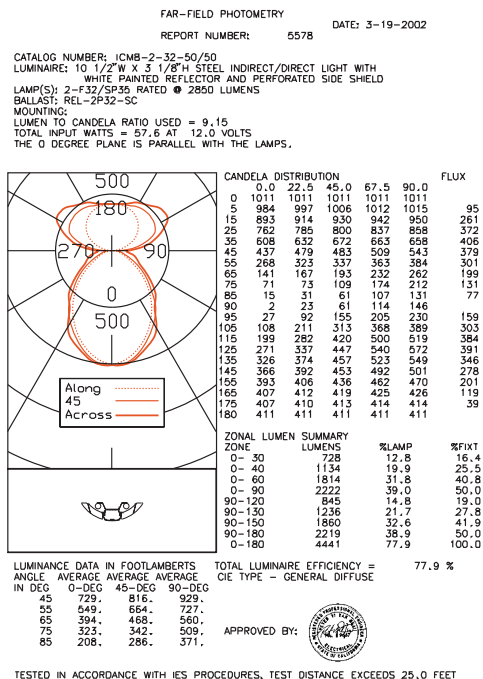 FAR-FIELD PHOTOMETRY
DATE: 3-19-2002
REPORT NUMBER: 5578
CATALOG NUMBER: ICMB-2-32-50/50
LUMINAIRE: 10 1/2"W X 3 1/8"H STEEL INDIRECT/DIRECT LIGHT WITH
WHITE PAINTED REFLECTOR AND PERFORATED SIDE SHIELD
LAMP(S): 2-F32/SP35 RATED @ 2850 LUMENS
BALLAST: REL-2P32-SC
MOUNTING:
LUMEN TO CANDELA RATIO USED = 9.15
TOTAL INPUT WATTS = 57.6 AT 12.0 VOLTS
THE 0 DEGREE PLANE IS PARALLEL WITH THE LAMPS.
500
180
270
90
0
500
Along
45
Across
CANDELA DISTRIBUTION FLUX
0.0 22.5 45.0 67.5 90.0
0 1011 1011 1011 1011 1011
5 984 997 1006 1012 1015 95
15 893 914 930 942 950 261
25 762 785 800 837 858 372
35 608 632 672 663 658 406
45 437 479 483 509 543 379
55 268 323 337 363 384 301
65 141 167 193 232 262 199
75 71 73 109 174 212 131
85 15 31 61 107 131 77
90 2 23 61 114 146
95 27 92 155 205 230 159
105 108 211 313 368 389 303
115 199 282 420 500 519 384
125 271 337 447 540 572 391
135 326 374 457 523 549 346
145 366 392 453 492 501 278
155 393 406 436 462 470 201
165 407 412 419 425 426 119
175 407 410 413 414 414 39
180 411 411 411 411 411
ZONAL LUMEN SUMMARY
ZONE LUMENS %LAMP %FIXT
0- 30 728 12.8 16.4
0- 40 1134 19.9 25.5
0- 60 1814 31.8 40.8
0- 90 2222 39.0 50.0
90-120 845 14.8 19.0
90-130 1236 21.7 27.8
90-150 1860 32.6 41.9
90-180 2219 38.9 50.0
0-180 4441 77.9 100.0
TOTAL LUMINAIRE EFFICIENCY = 77.9 %
CIE TYPE - GENERAL DIFFUSE
LUMINANCE DATA IN FOOTLAMBERTS
ANGLE AVERAGE AVERAGE AVERAGE
IN DEG 0-DEG 45-DEG 90-DEG
45 729. 816. 929.
55 549. 664. 727.
65 394. 468. 560.
75 323. 342. 509.
85 208. 286. 371.
APPROVED BY:
REGISTERED PROFESSIONAL ENGINEER
ELECTRICAL
STATE OF CALIFORNIA
TESTED IN ACCORDANCE WITH IES PROCEDURES. TEST DISTANCE EXCEEDS 25.0 FEET